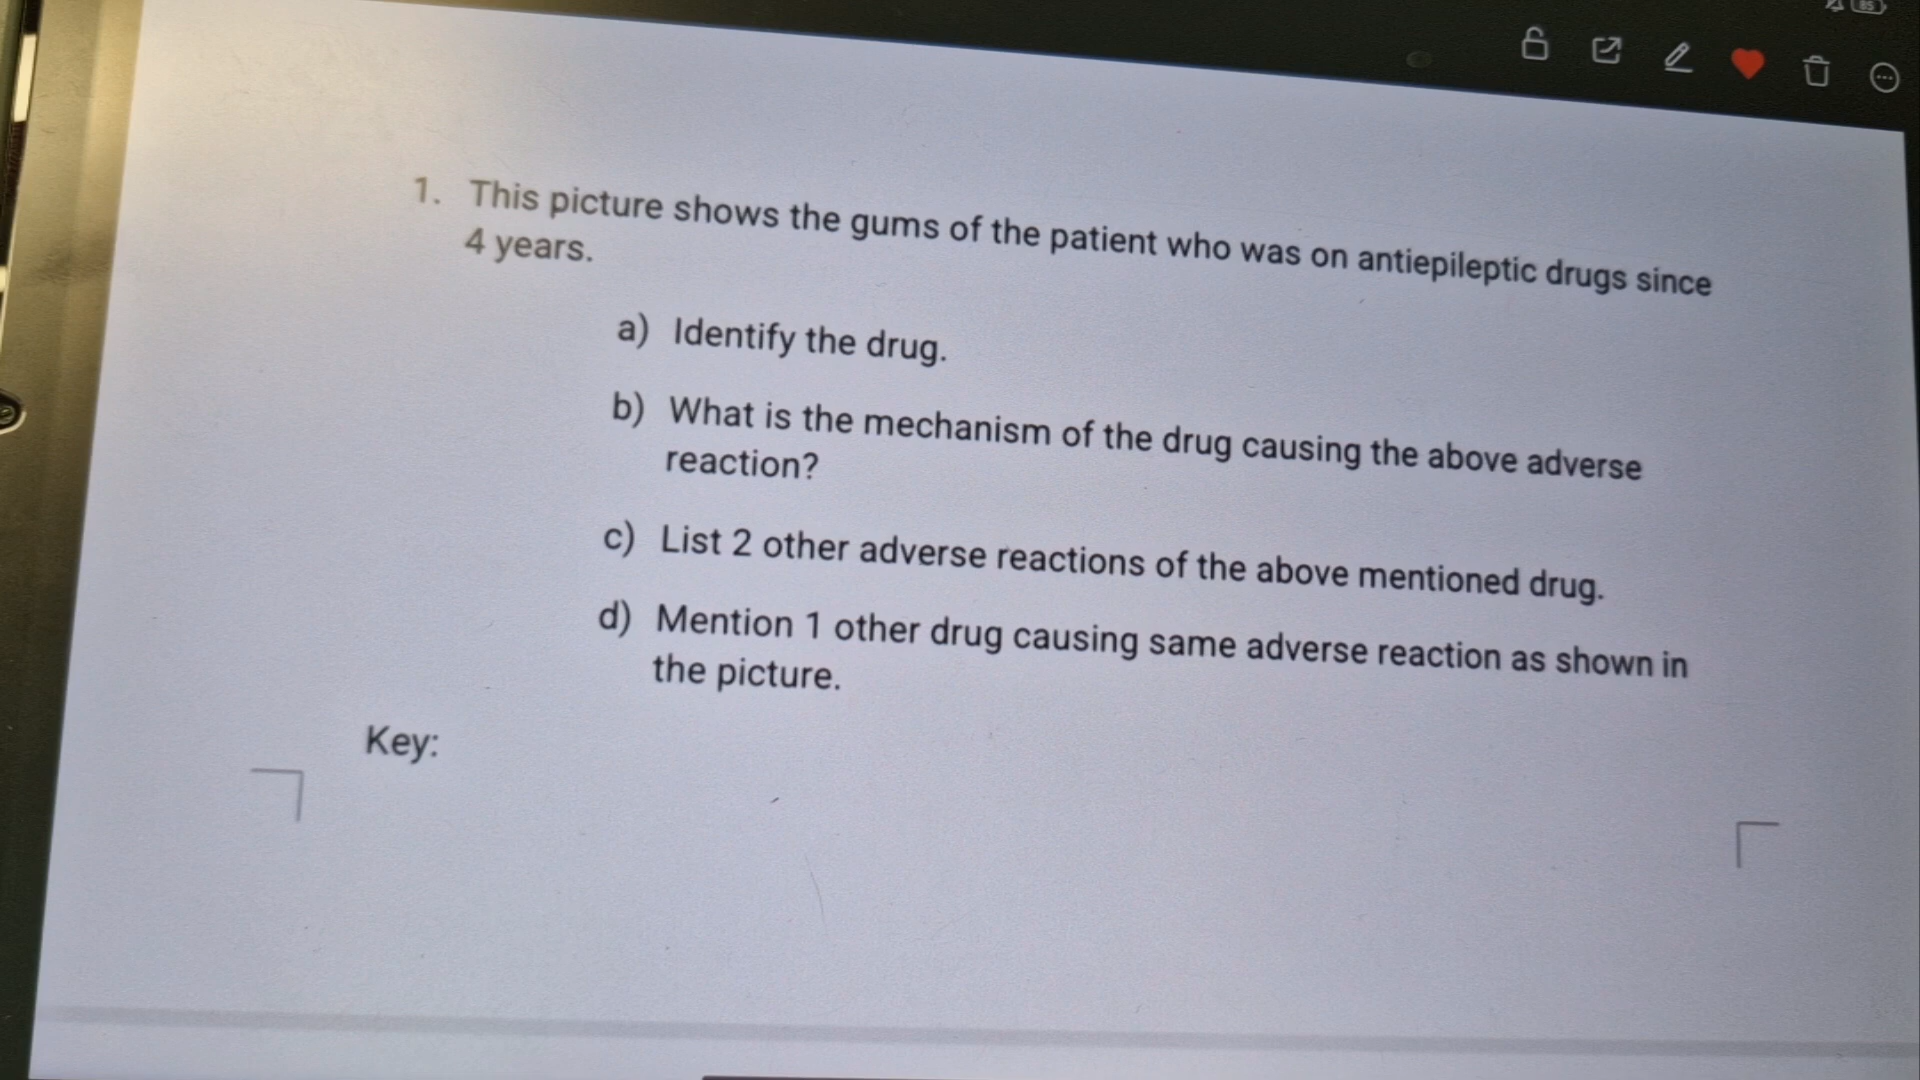 85
1. This picture shows the gums of the patient who was on antiepileptic drugs since
4 years.
a) Identify the drug.
b) What is the mechanism of the drug causing the above adverse
reaction?
c) List 2 other adverse reactions of the above mentioned drug.
d) Mention 1 other drug causing same adverse reaction as shown in
the picture.
Key: